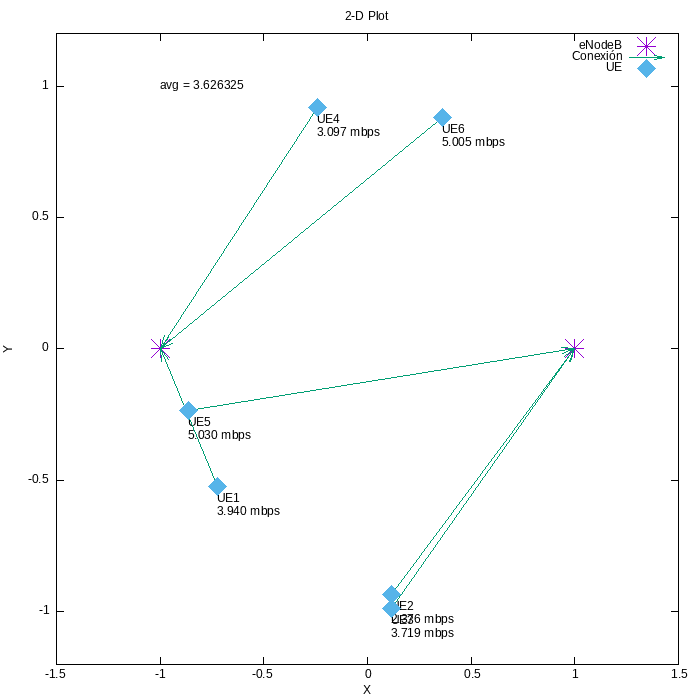 2-D Plot
eNodeB
Conexión
UE
avg = 3.626325
UE4
3.097 mbps
UE6
5.005 mbps
UE5
5.030 mbps
UE1
3.940 mbps
UE2
mbps
3.719 mbps
1
0.5
0
-0.5
-1
Y
-1.5
-1
-0.5
0
0.5
1
1.5
X